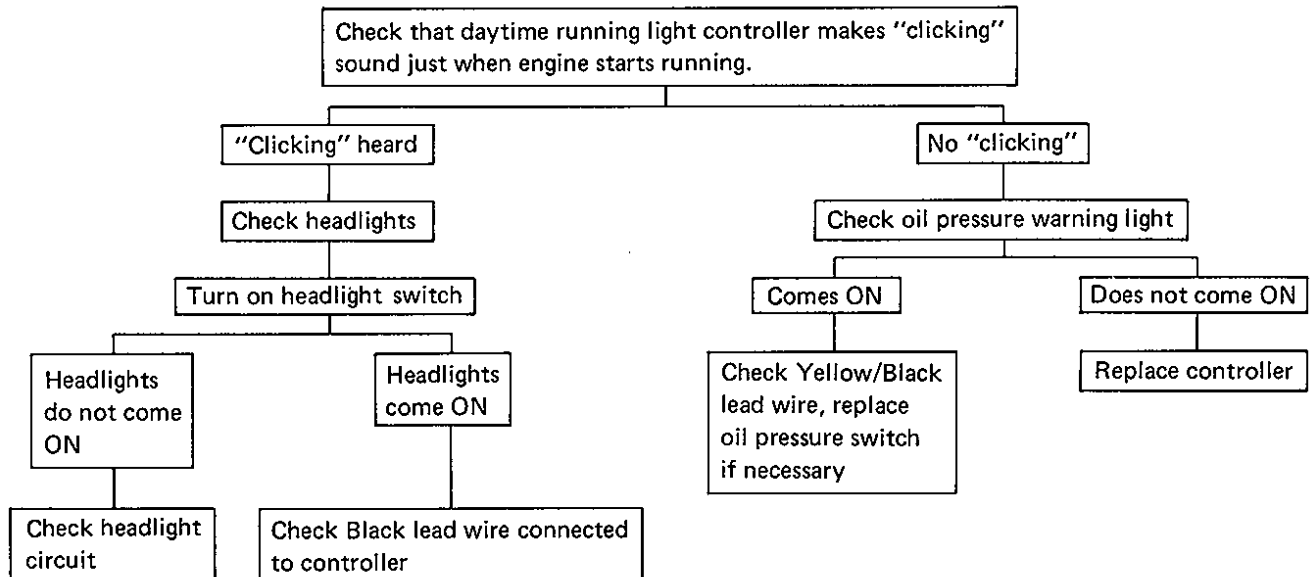 Check that daytime running light controller makes "clicking"
sound just when engine starts running.
"Clicking" heard
No "clicking"
Check headlights
Check oil pressure warning light
Turn on headlight switch
Comes ON
Does not come ON
Headlights
do not come
ON
Headlights
come ON
Check Yellow/Black
lead wire, replace
oil pressure switch
if necessary
Replace controller
Check headlight
circuit
Check Black lead wire connected
to controller